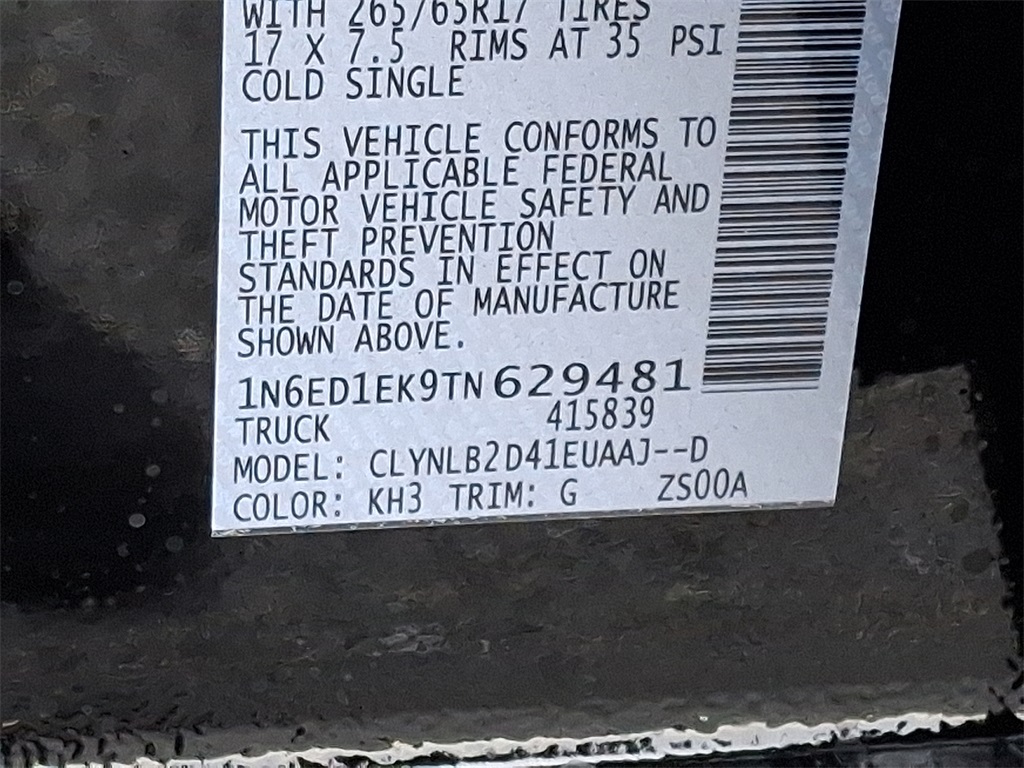 WITH 265/65R17 TIRES
17 X 7.5 RIMS AT 35 PSI
COLD SINGLE
THIS VEHICLE CONFORMS TO
ALL APPLICABLE FEDERAL
MOTOR VEHICLE SAFETY AND
THEFT PREVENTION
STANDARDS IN EFFECT ON
THE DATE OF MANUFACTURE
SHOWN ABOVE.
1N6ED1EK9TN629481
TRUCK 415839
MODEL: CLYNLB2D41EUAAJ--D
COLOR: KH3 TRIM: G ZS00A